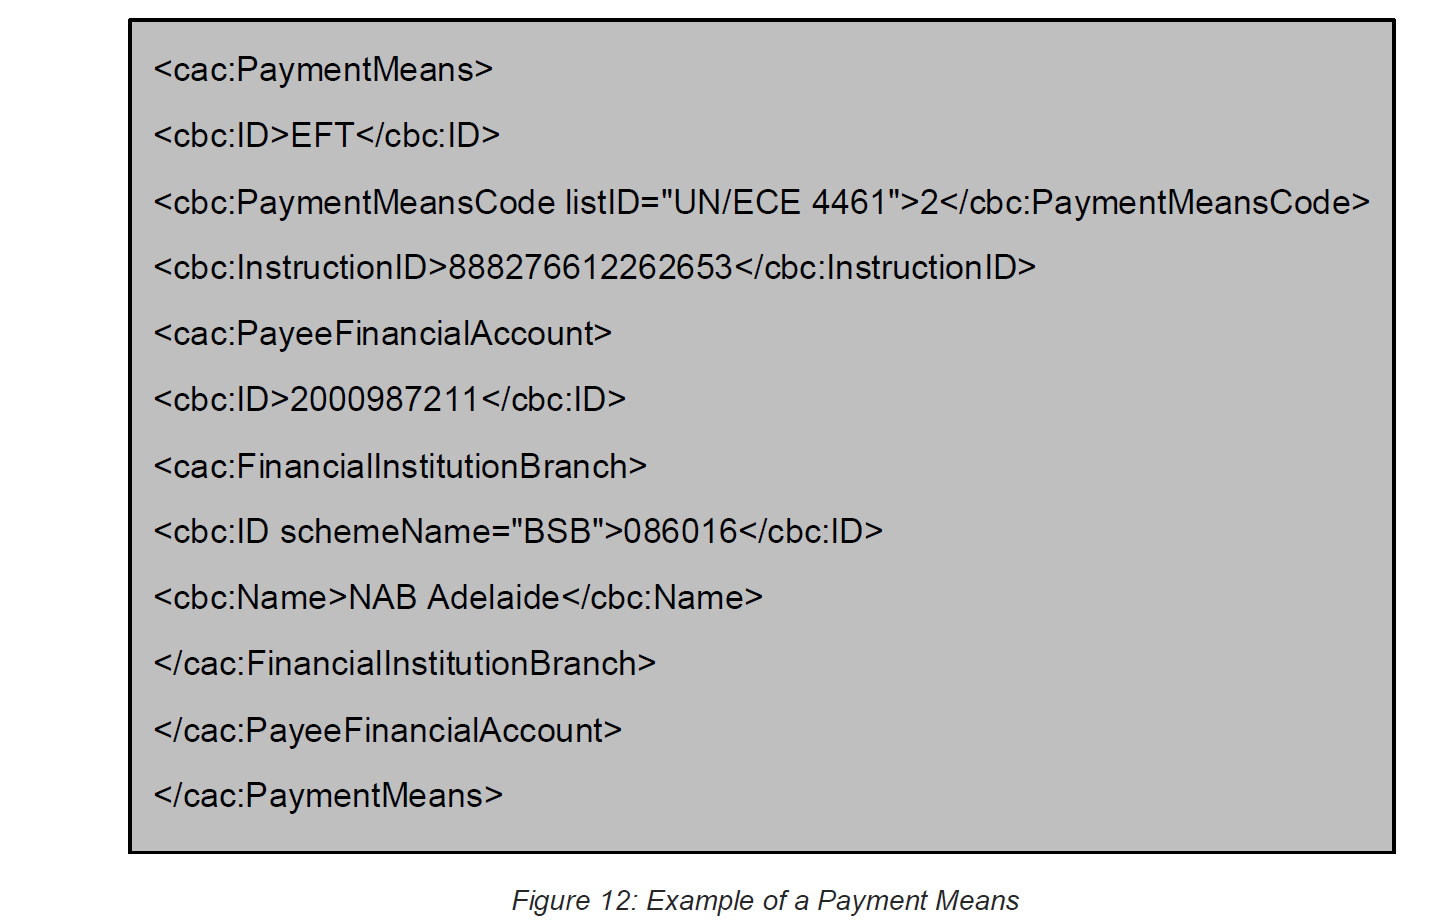 <cac:PaymentMeans>
<cbc:ID>EFT</cbc:ID>
<cbc:PaymentMeansCode listID="UN/ECE 4461">2</cbc:PaymentMeansCode>
<cbc:InstructionID>888276612262653</cbc:InstructionID>
<cac:PayeeFinancialAccount>
<cbc:ID>2000987211</cbc:ID>
<cac:FinancialInstitutionBranch>
<cbc:ID schemeName="BSB">086016</cbc:ID>
<cbc:Name>NAB Adelaide</cbc:Name>
</cac:FinancialInstitutionBranch>
</cac:PayeeFinancialAccount>
</cac:PaymentMeans>
Figure 12: Example of a Payment Means